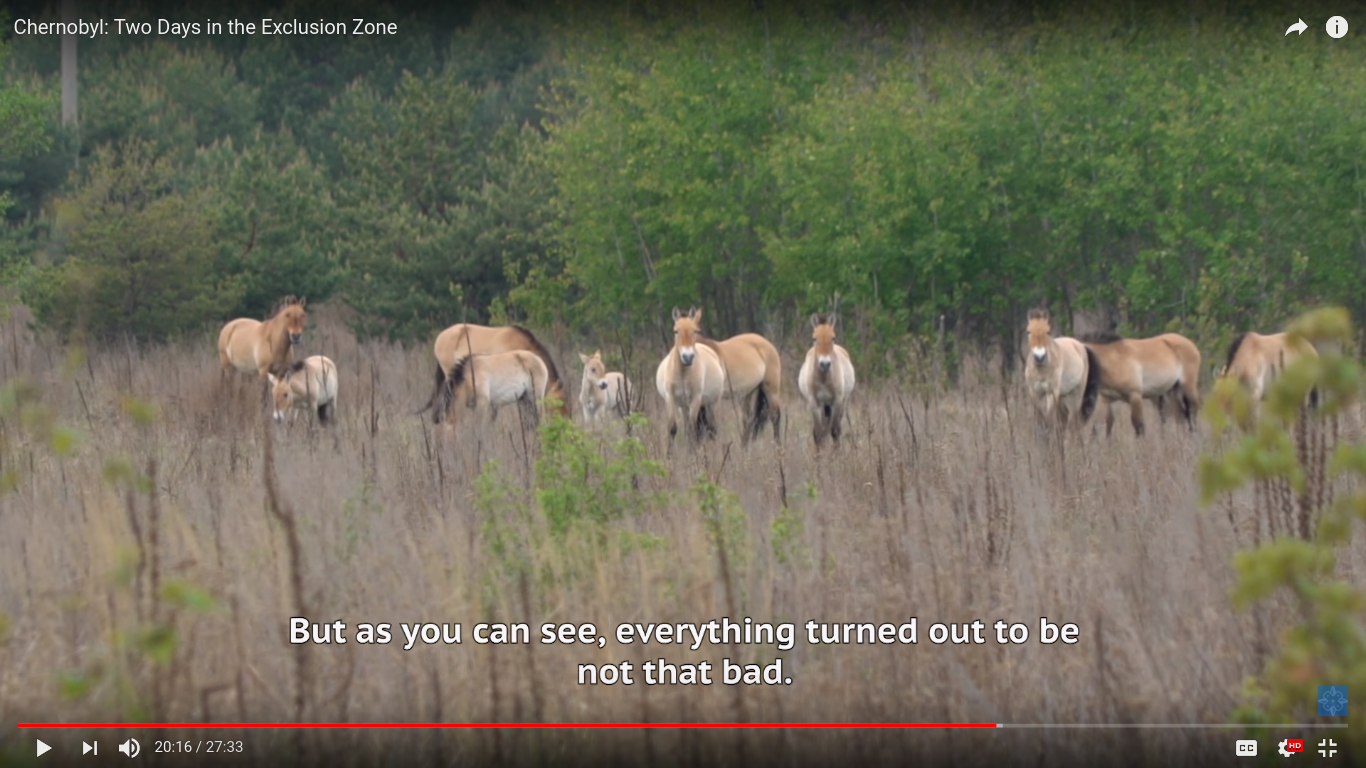 Chernobyl: Two Days in the Exclusion Zone
But as you can see, everything turned out to be
not that bad.
20:16 / 27:33
CC
HD